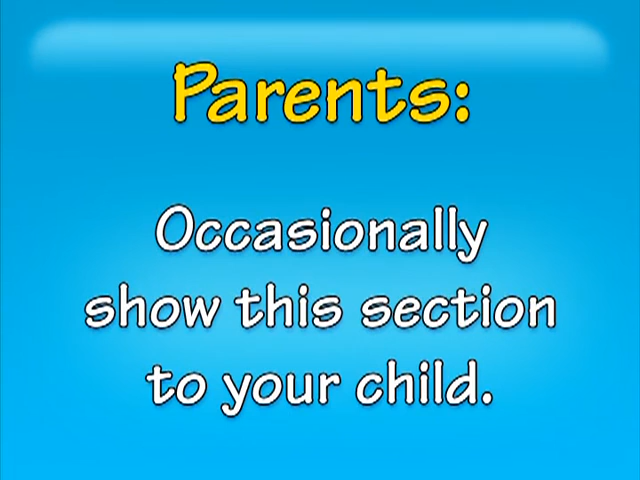 Parents:
Occasionally
show this section
to your child.